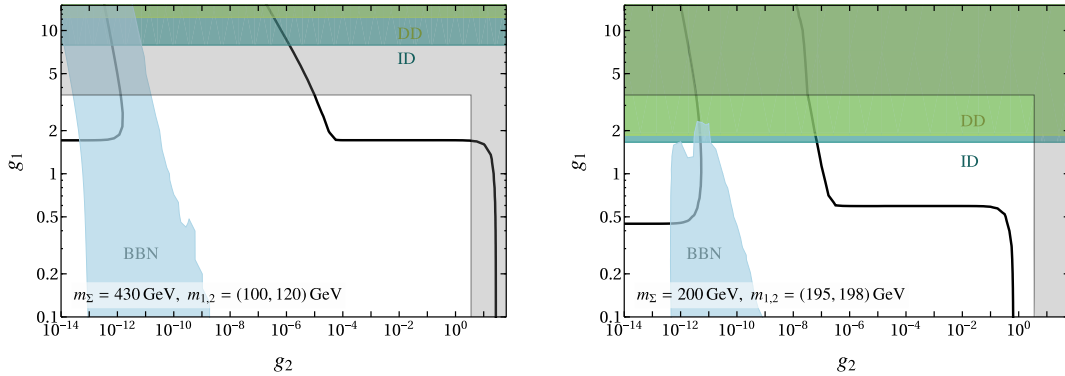 10
5
g₁
2
1
0.5
0.2
0.1
DD
ID
BBN
m_Σ = 430 GeV, m₁,₂ = (100, 120) GeV
10⁻¹⁴ 10⁻¹² 10⁻¹⁰ 10⁻⁸ 10⁻⁶ 10⁻⁴ 10⁻² 10⁰
g₂
10
5
g₁
2
1
0.5
0.2
0.1
DD
ID
BBN
m_Σ = 200 GeV, m₁,₂ = (195, 198) GeV
10⁻¹⁴ 10⁻¹² 10⁻¹⁰ 10⁻⁸ 10⁻⁶ 10⁻⁴ 10⁻² 10⁰
g₂